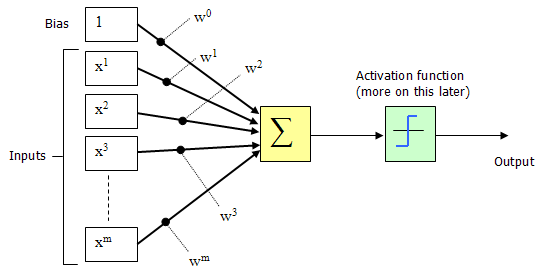 Bias
1
w⁰
x¹
w¹
x²
w²
Inputs
x³
w³
xᵐ
wᵐ
∑
Activation function
(more on this later)
Output